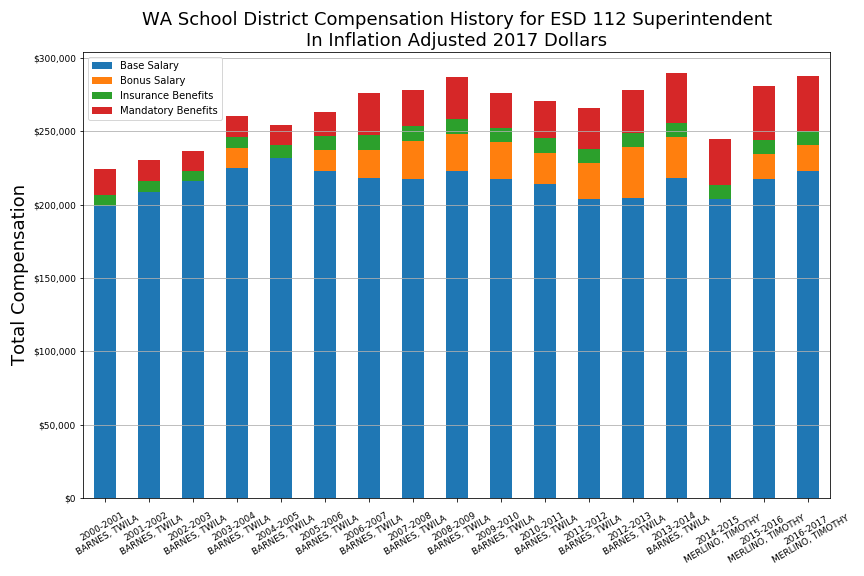 WA School District Compensation History for ESD 112 Superintendent
In Inflation Adjusted 2017 Dollars
Base Salary
Bonus Salary
Insurance Benefits
Mandatory Benefits
Total Compensation
$300,000
$250,000
$200,000
$150,000
$100,000
$50,000
$0
2000-2001
BARNES, TWILA
2001-2002
BARNES, TWILA
2002-2003
BARNES, TWILA
2003-2004
BARNES, TWILA
2004-2005
BARNES, TWILA
2005-2006
BARNES, TWILA
2006-2007
BARNES, TWILA
2007-2008
BARNES, TWILA
2008-2009
BARNES, TWILA
2009-2010
BARNES, TWILA
2010-2011
BARNES, TWILA
2011-2012
BARNES, TWILA
2012-2013
BARNES, TWILA
2013-2014
BARNES, TWILA
2014-2015
MERLINO, TIMOTHY
2015-2016
MERLINO, TIMOTHY
2016-2017
MERLINO, TIMOTHY